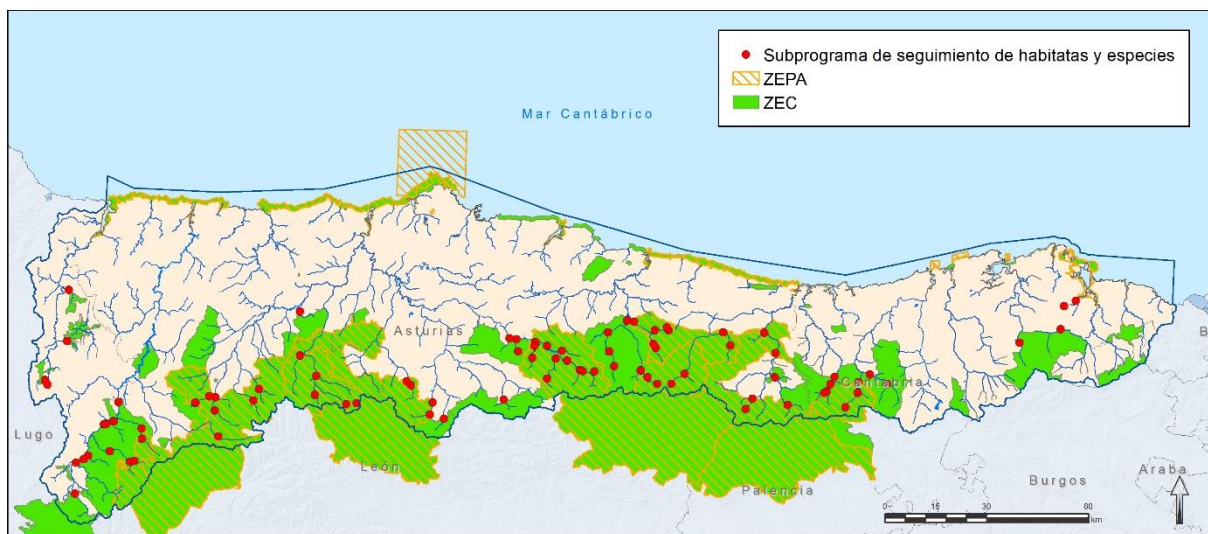 Subprograma de seguimiento de habitatas y especies
ZEPA
ZEC
Mar Cantábrico
Asturias
Cantabria
Lugo
León
Palencia
Burgos
Araba
B
0 15 30 60
km